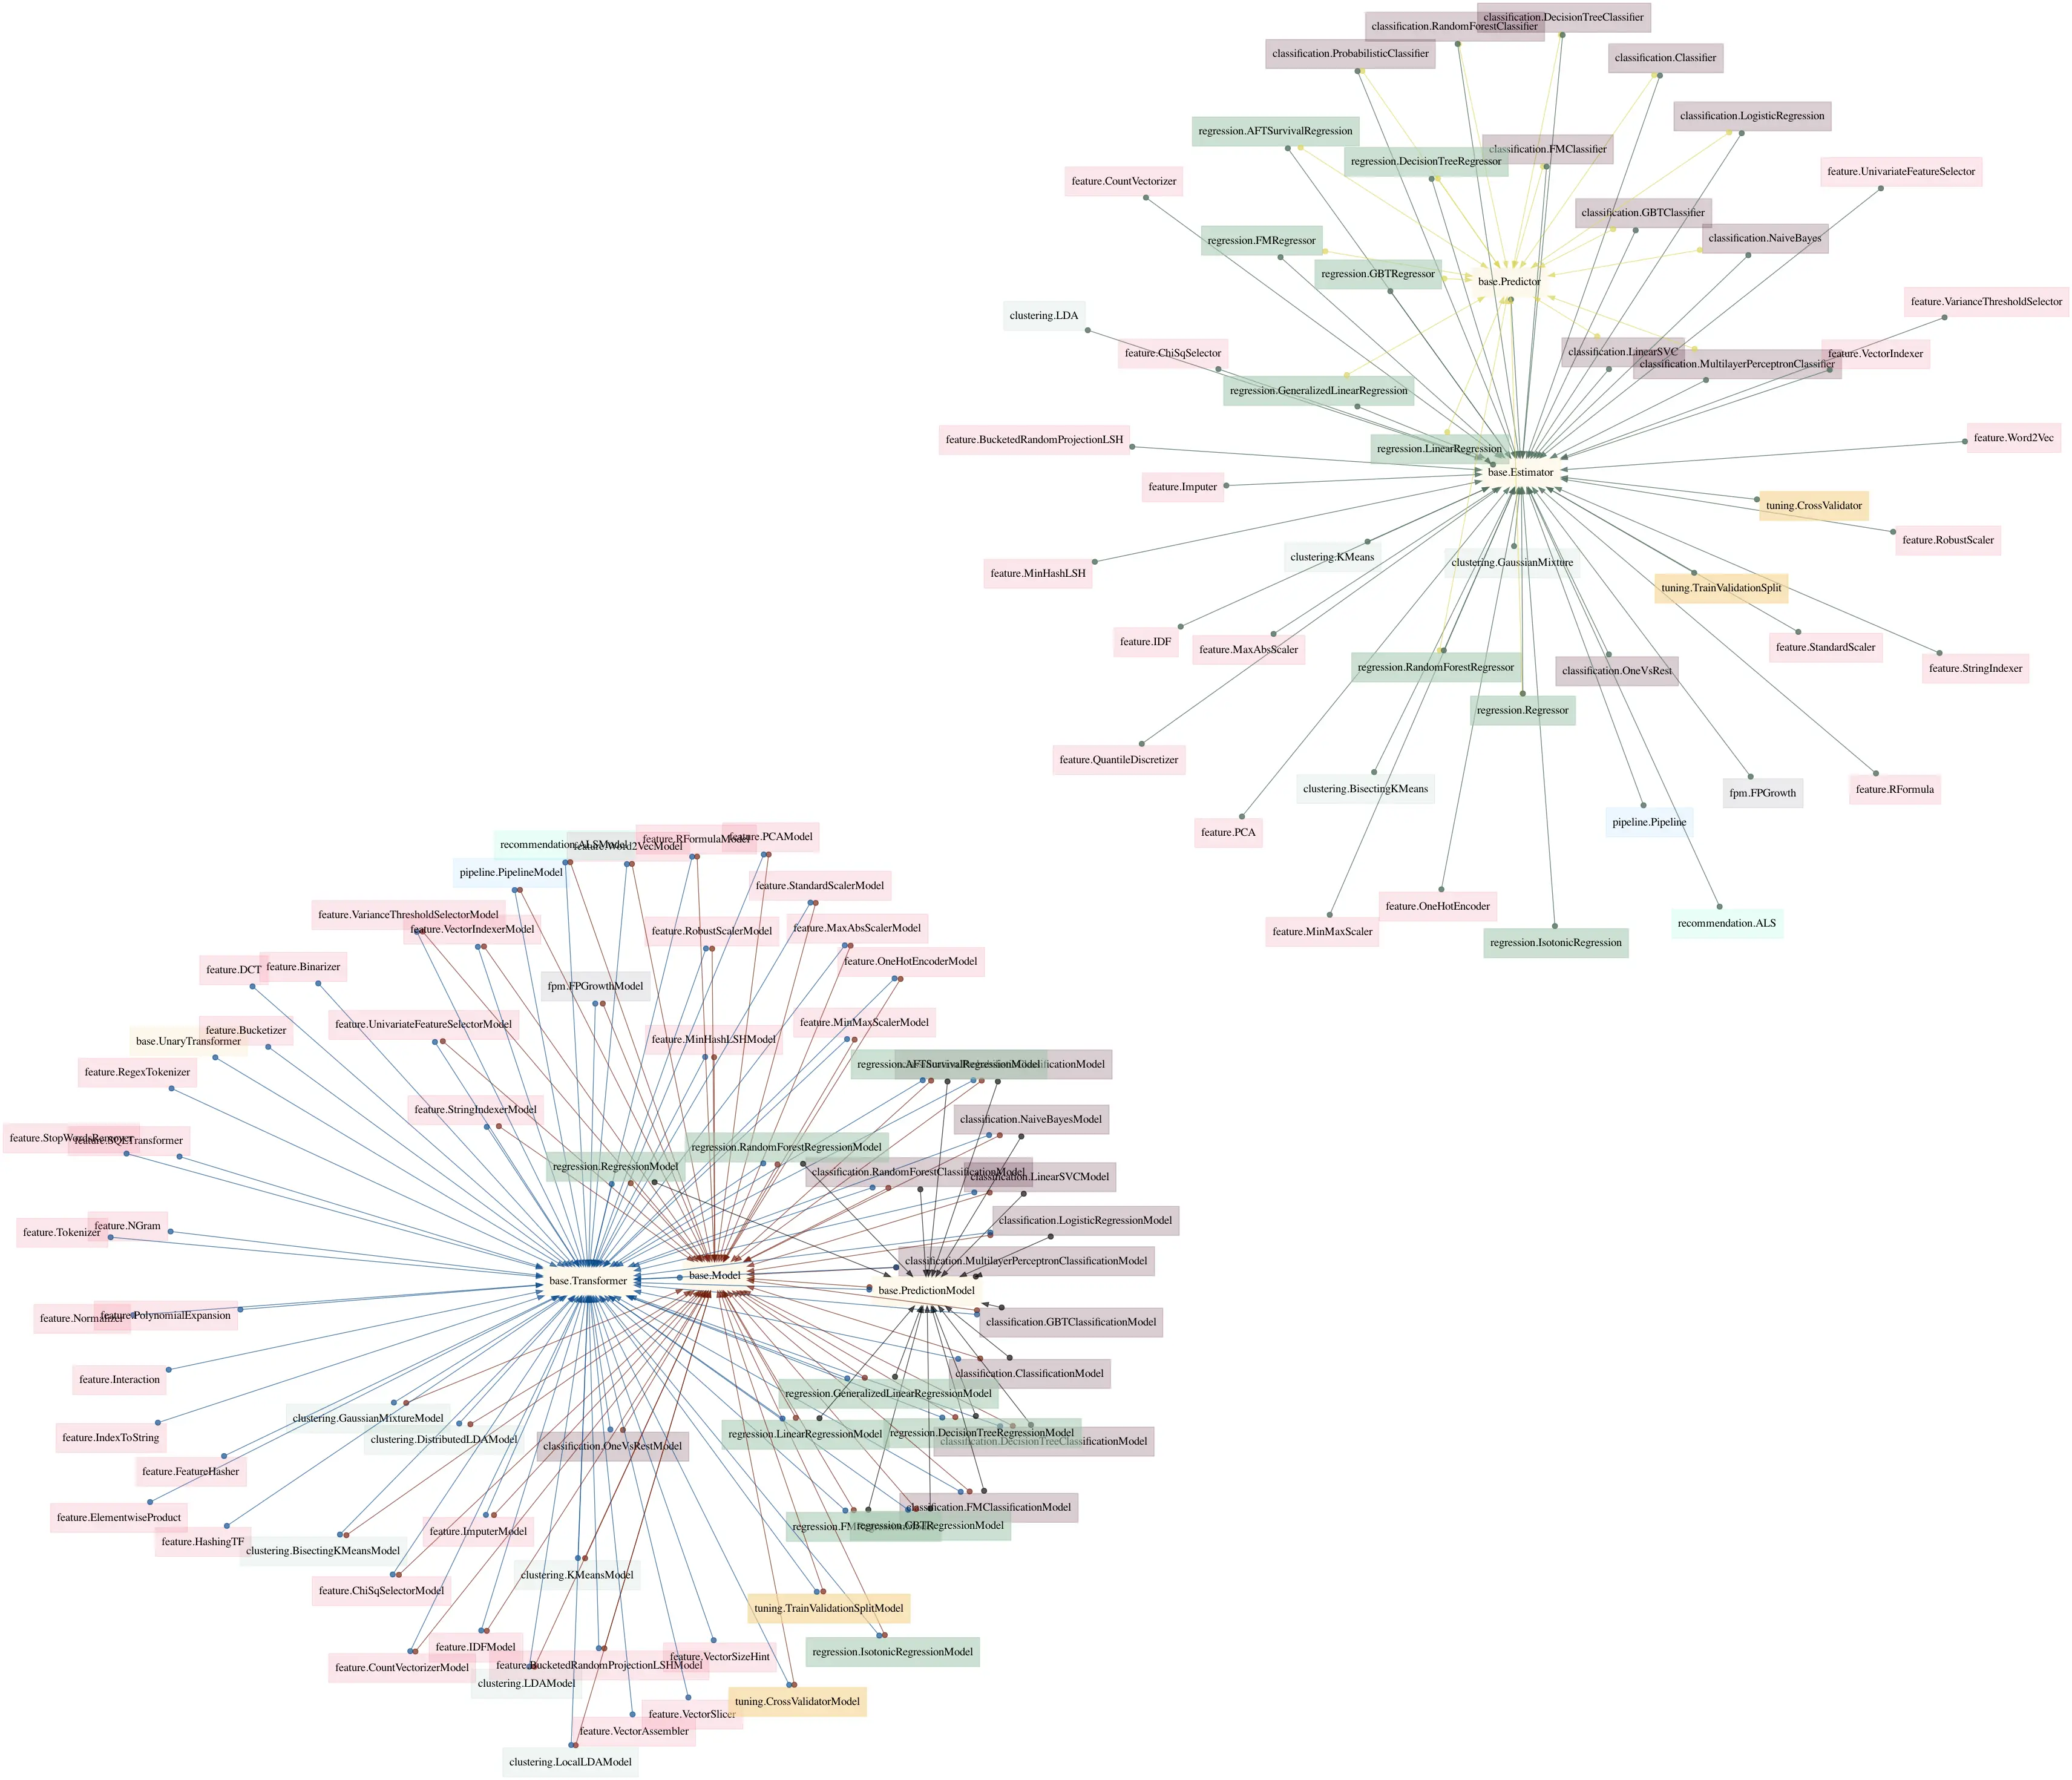 classification.DecisionTreeClassifier
classification.RandomForestClassifier
classification.ProbabilisticClassifier
classification.Classifier
classification.LogisticRegression
regression.AFTSurvivalRegression
classification.FMClassifier
regression.DecisionTreeRegressor
feature.UnivariateFeatureSelector
feature.CountVectorizer
classification.GBTClassifier
classification.NaiveBayes
regression.FMRegressor
regression.GBTRegressor
base.Predictor
feature.VarianceThresholdSelector
clustering.LDA
feature.ChiSqSelector
classification.LinearSVC
feature.VectorIndexer
classification.MultilayerPerceptronClassifier
regression.GeneralizedLinearRegression
feature.BucketedRandomProjectionLSH
feature.Word2Vec
regression.LinearRegression
base.Estimator
feature.Imputer
tuning.CrossValidator
feature.RobustScaler
clustering.KMeans
clustering.GaussianMixture
feature.MinHashLSH
tuning.TrainValidationSplit
feature.IDF
feature.MaxAbsScaler
feature.StandardScaler
regression.RandomForestRegressor
classification.OneVsRest
feature.StringIndexer
regression.Regressor
feature.QuantileDiscretizer
clustering.BisectingKMeans
fpm.FPGrowth
feature.RFormula
pipeline.Pipeline
feature.PCA
feature.OneHotEncoder
recommendation.ALS
feature.MinMaxScaler
regression.IsotonicRegression
feature.PCAModel
feature.RFormulaModel
recommendation.ALSModel
feature.Word2VecModel
pipeline.PipelineModel
feature.StandardScalerModel
feature.VarianceThresholdSelectorModel
feature.VectorIndexerModel
feature.RobustScalerModel
feature.MaxAbsScalerModel
feature.OneHotEncoderModel
feature.DCT
feature.Binarizer
fpm.FPGrowthModel
feature.UnivariateFeatureSelectorModel
feature.MinMaxScalerModel
feature.Bucketizer
base.UnaryTransformer
feature.MinHashLSHModel
regression.AFTSurvivalRegressionModel
feature.RegexTokenizer
feature.StringIndexerModel
classification.NaiveBayesModel
feature.StopWordsRemover
feature.SQLTransformer
regression.RandomForestRegressionModel
regression.RegressionModel
classification.RandomForestClassificationModel
classification.LinearSVCModel
classification.LogisticRegressionModel
feature.NGram
feature.Tokenizer
classification.MultilayerPerceptronClassificationModel
base.Transformer
base.Model
base.PredictionModel
feature.Normalizer
feature.PolynomialExpansion
classification.GBTClassificationModel
feature.Interaction
classification.ClassificationModel
regression.GeneralizedLinearRegressionModel
clustering.GaussianMixtureModel
regression.LinearRegressionModel
regression.DecisionTreeRegressionModel
feature.IndexToString
clustering.DistributedLDAModel
classification.OneVsRestModel
classification.DecisionTreeClassificationModel
feature.FeatureHasher
classification.FMClassificationModel
feature.ElementwiseProduct
regression.GBTRegressionModel
feature.ImputerModel
feature.HashingTF
clustering.BisectingKMeansModel
clustering.KMeansModel
feature.ChiSqSelectorModel
tuning.TrainValidationSplitModel
feature.IDFModel
regression.IsotonicRegressionModel
feature.VectorSizeHint
feature.CountVectorizerModel
feature.BucketedRandomProjectionLSHModel
clustering.LDAModel
tuning.CrossValidatorModel
feature.VectorSlicer
feature.VectorAssembler
clustering.LocalLDAModel